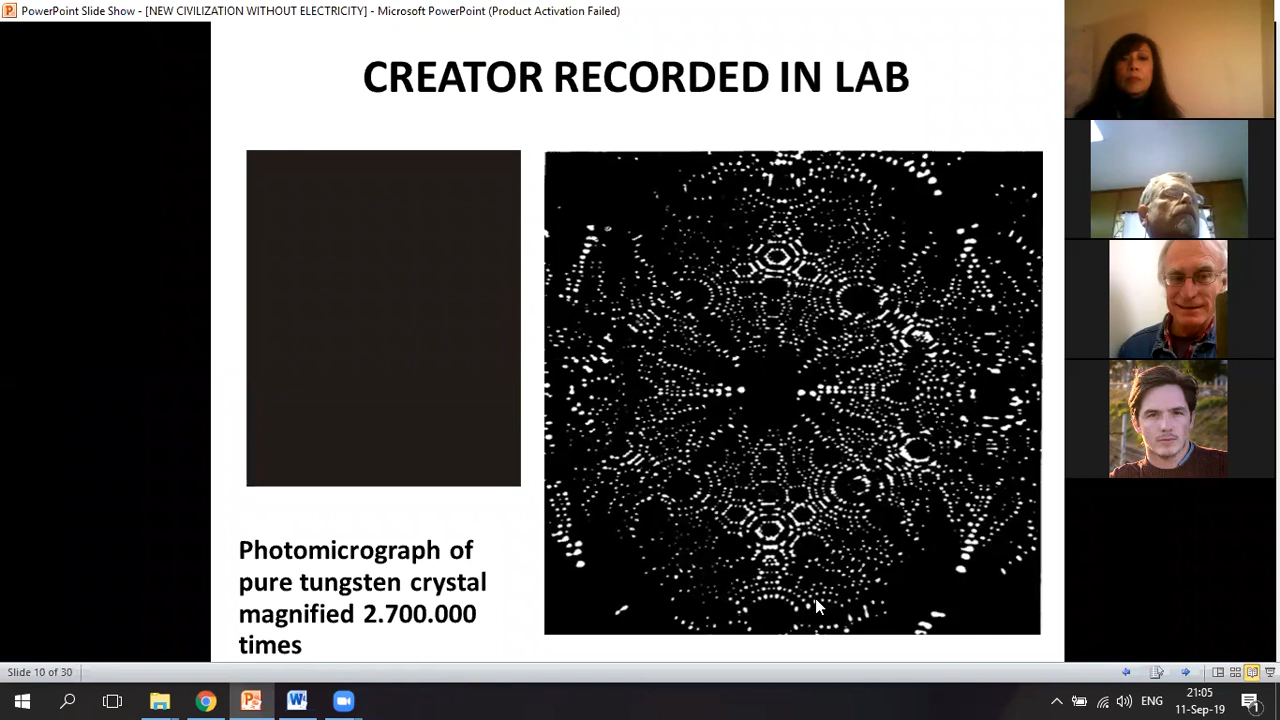 PowerPoint Slide Show - [NEW CIVILIZATION WITHOUT ELECTRICITY] - Microsoft PowerPoint (Product Activation Failed)
CREATOR RECORDED IN LAB
Photomicrograph of
pure tungsten crystal
magnified 2.700.000
times
Slide 10 of 30
ENG
21:05
11-Sep-19